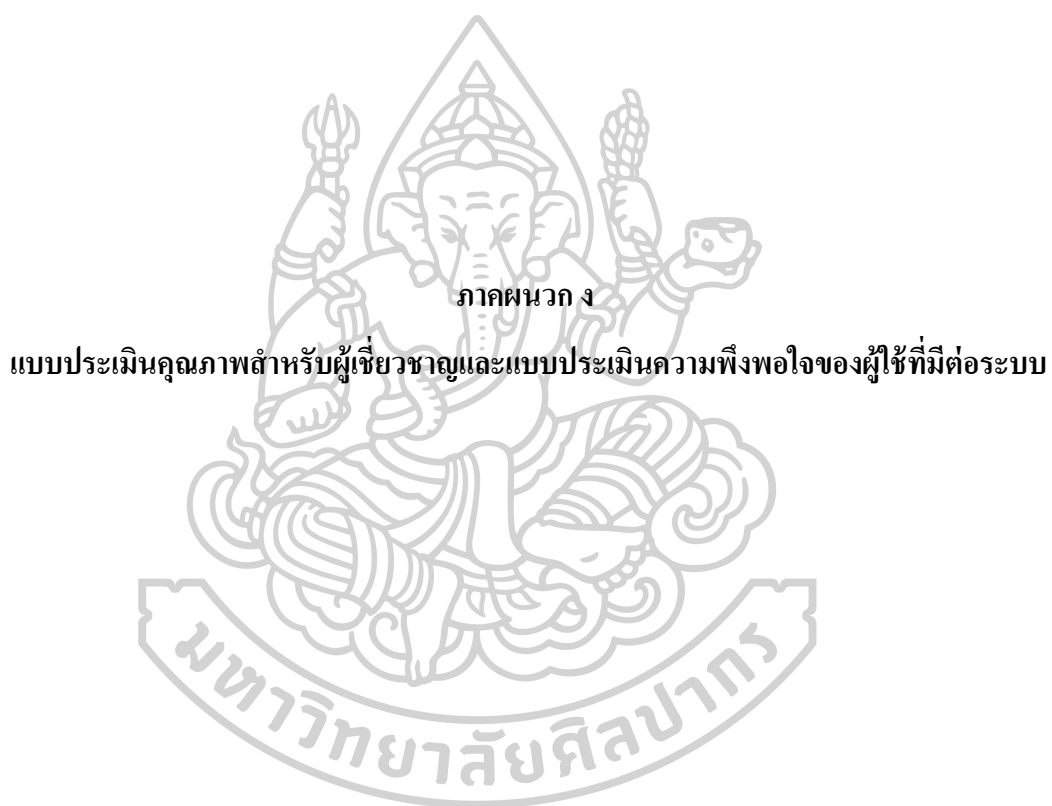 ภาคผนวก ง
แบบประเมินคุณภาพสำหรับผู้เชี่ยวชาญและแบบประเมินความพึงพอใจของผู้ใช้ที่มีต่อระบบ
มหาวิทยาลัยศิลปากร